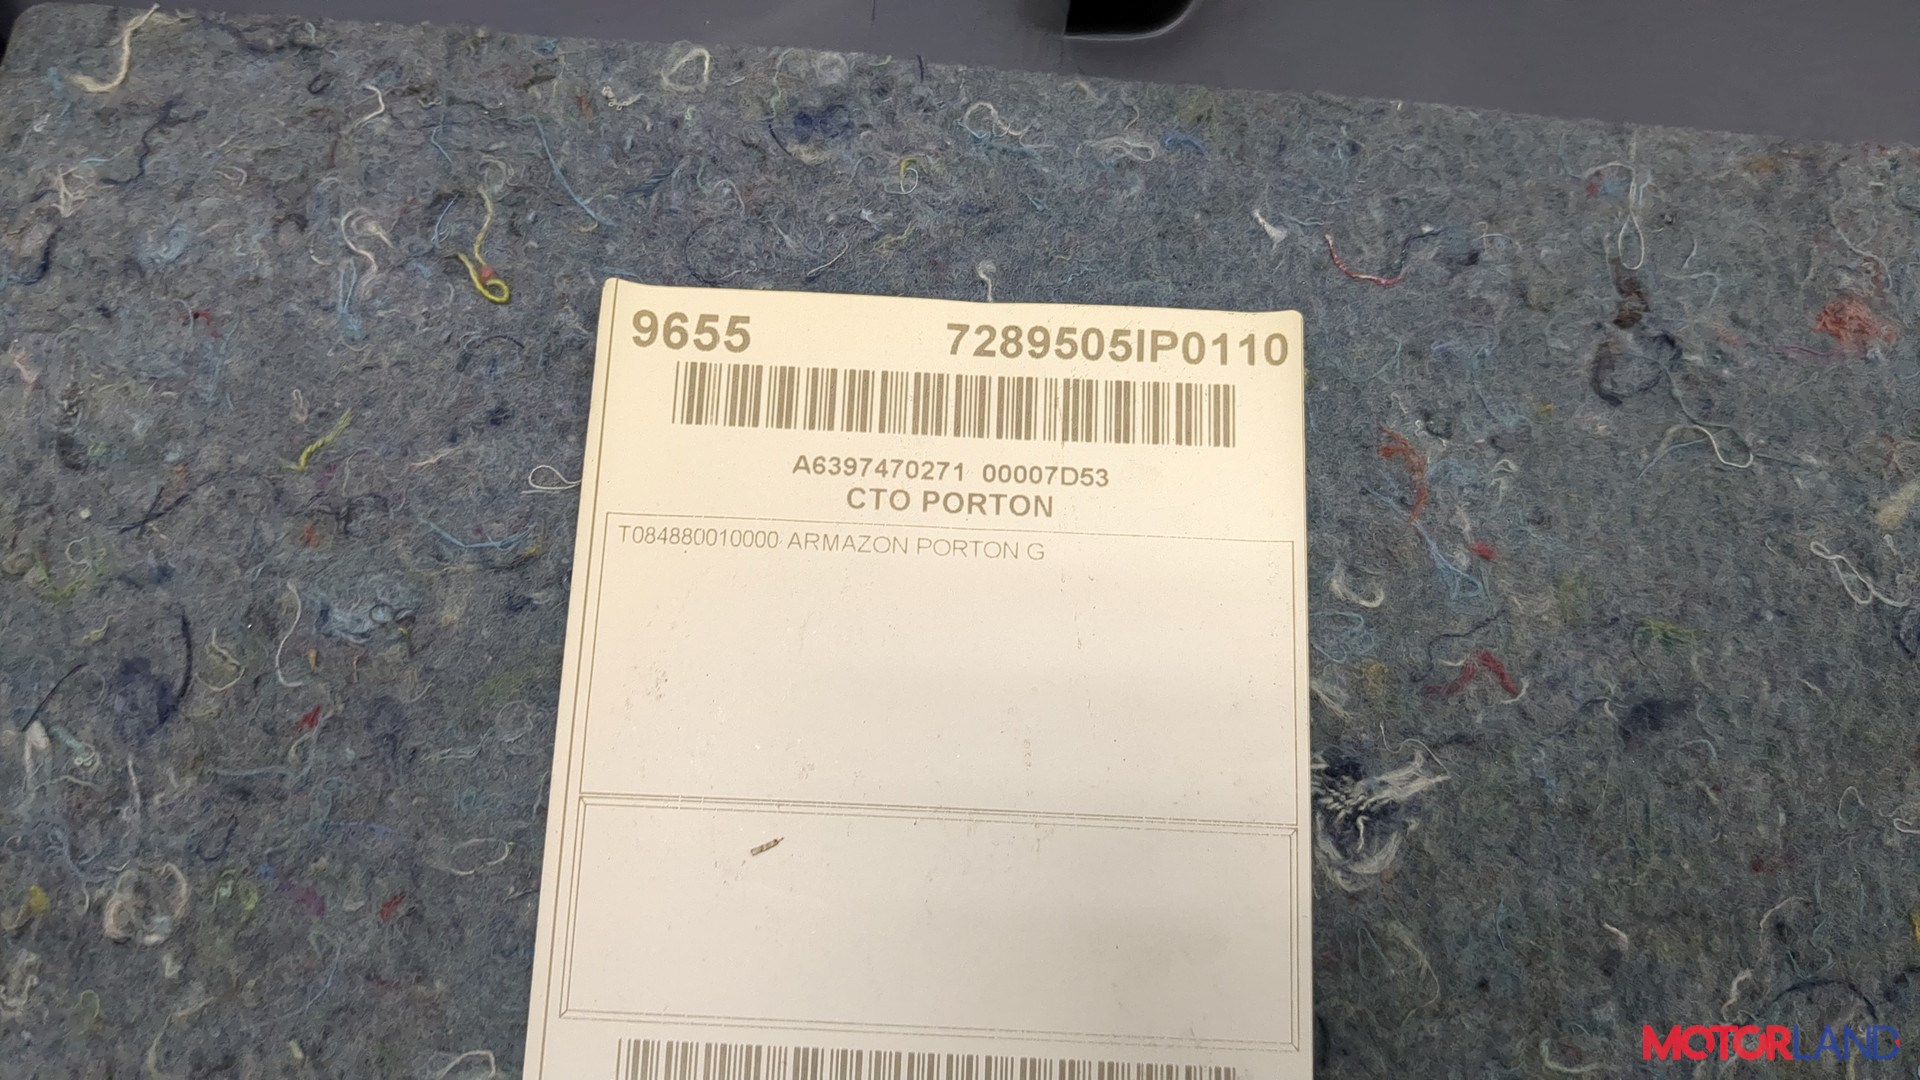 9655 7289505IP0110
A6397470271 00007D53
CTO PORTON
T084880010000 ARMAZON PORTON G
MOTORLAND